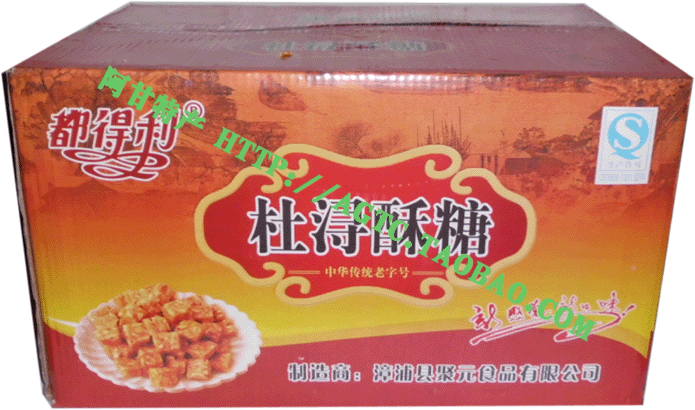 都得利®
阿甘特产 HTTP://AGTC.TAOBAO.COM
杜浔酥糖
中华传统老字号
制造商：漳浦县聚元食品有限公司